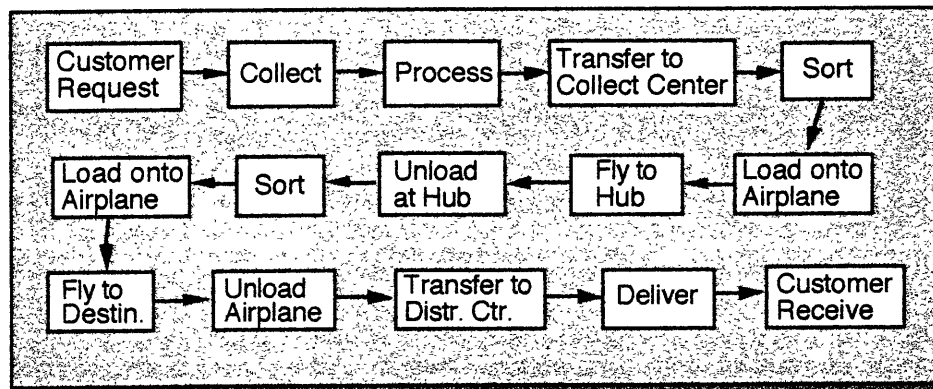 Customer
Request
Collect
Process
Transfer to
Collect Center
Sort
Load onto
Airplane
Fly to
Hub
Unload
at Hub
Sort
Load onto
Airplane
Fly to
Destin.
Unload
Airplane
Transfer to
Distr. Ctr.
Deliver
Customer
Receive